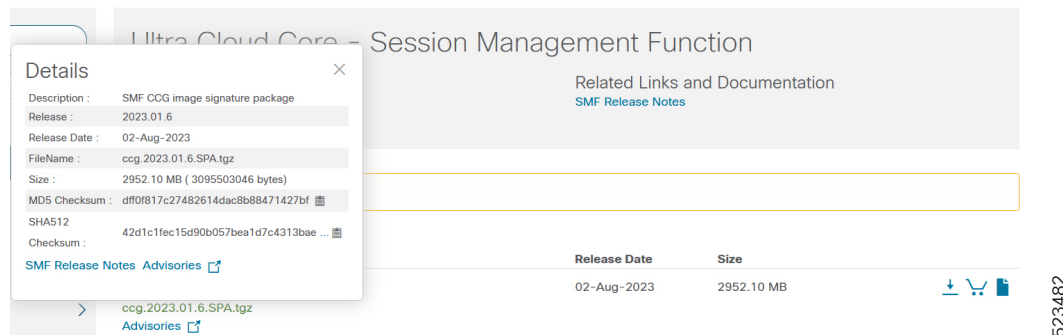 Ultra Cloud Core - Session Management Function
Details
Description : SMF CCG image signature package
Release : 2023.01.6
Release Date : 02-Aug-2023
FileName : ccg.2023.01.6.SPA.tgz
Size : 2952.10 MB ( 3095503046 bytes)
MD5 Checksum : dff0f817c27482614dac8b88471427bf
SHA512
Checksum :
42d1c1fec15d90b057bea1d7c4313bae ...
SMF Release Notes Advisories
Related Links and Documentation
SMF Release Notes
Release Date Size
02-Aug-2023 2952.10 MB
ccg.2023.01.6.SPA.tgz
Advisories
523482